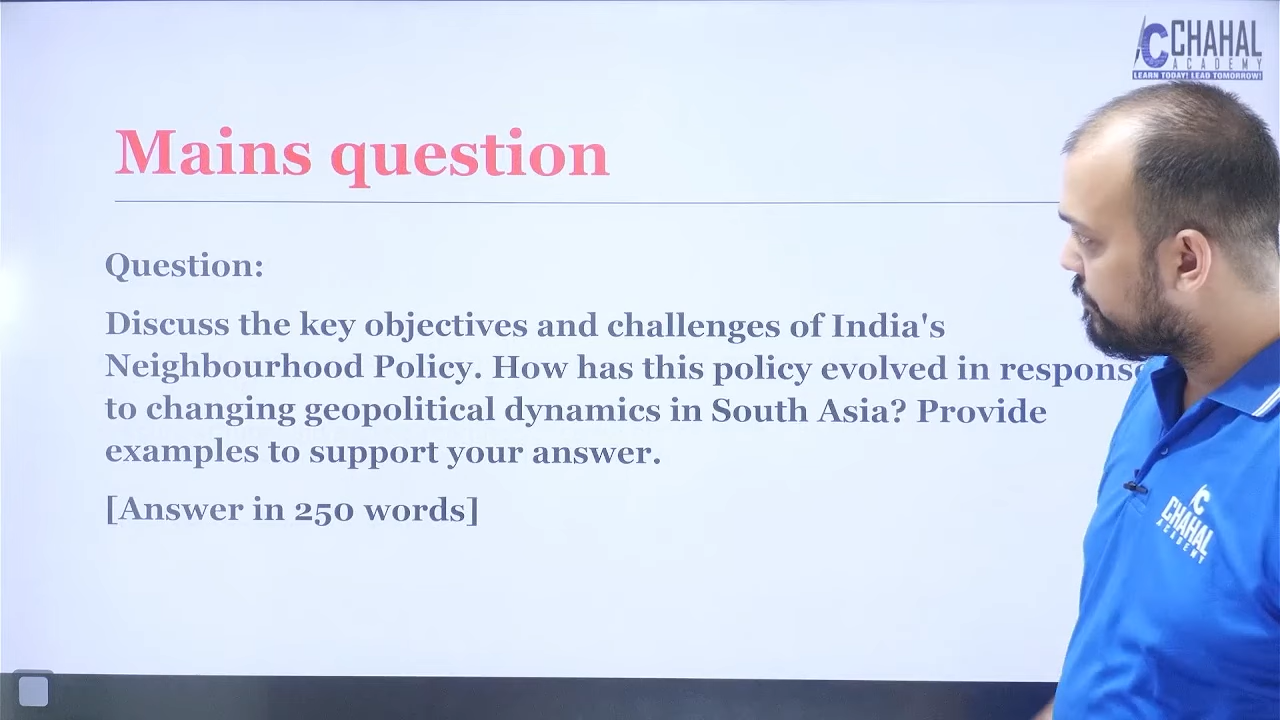 CHAHAL
ACADEMY
LEARN TODAY! LEAD TOMORROW!
Mains question
Question:
Discuss the key objectives and challenges of India's
Neighbourhood Policy. How has this policy evolved in response
to changing geopolitical dynamics in South Asia? Provide
examples to support your answer.
[Answer in 250 words]
CHAHAL
ACADEMY